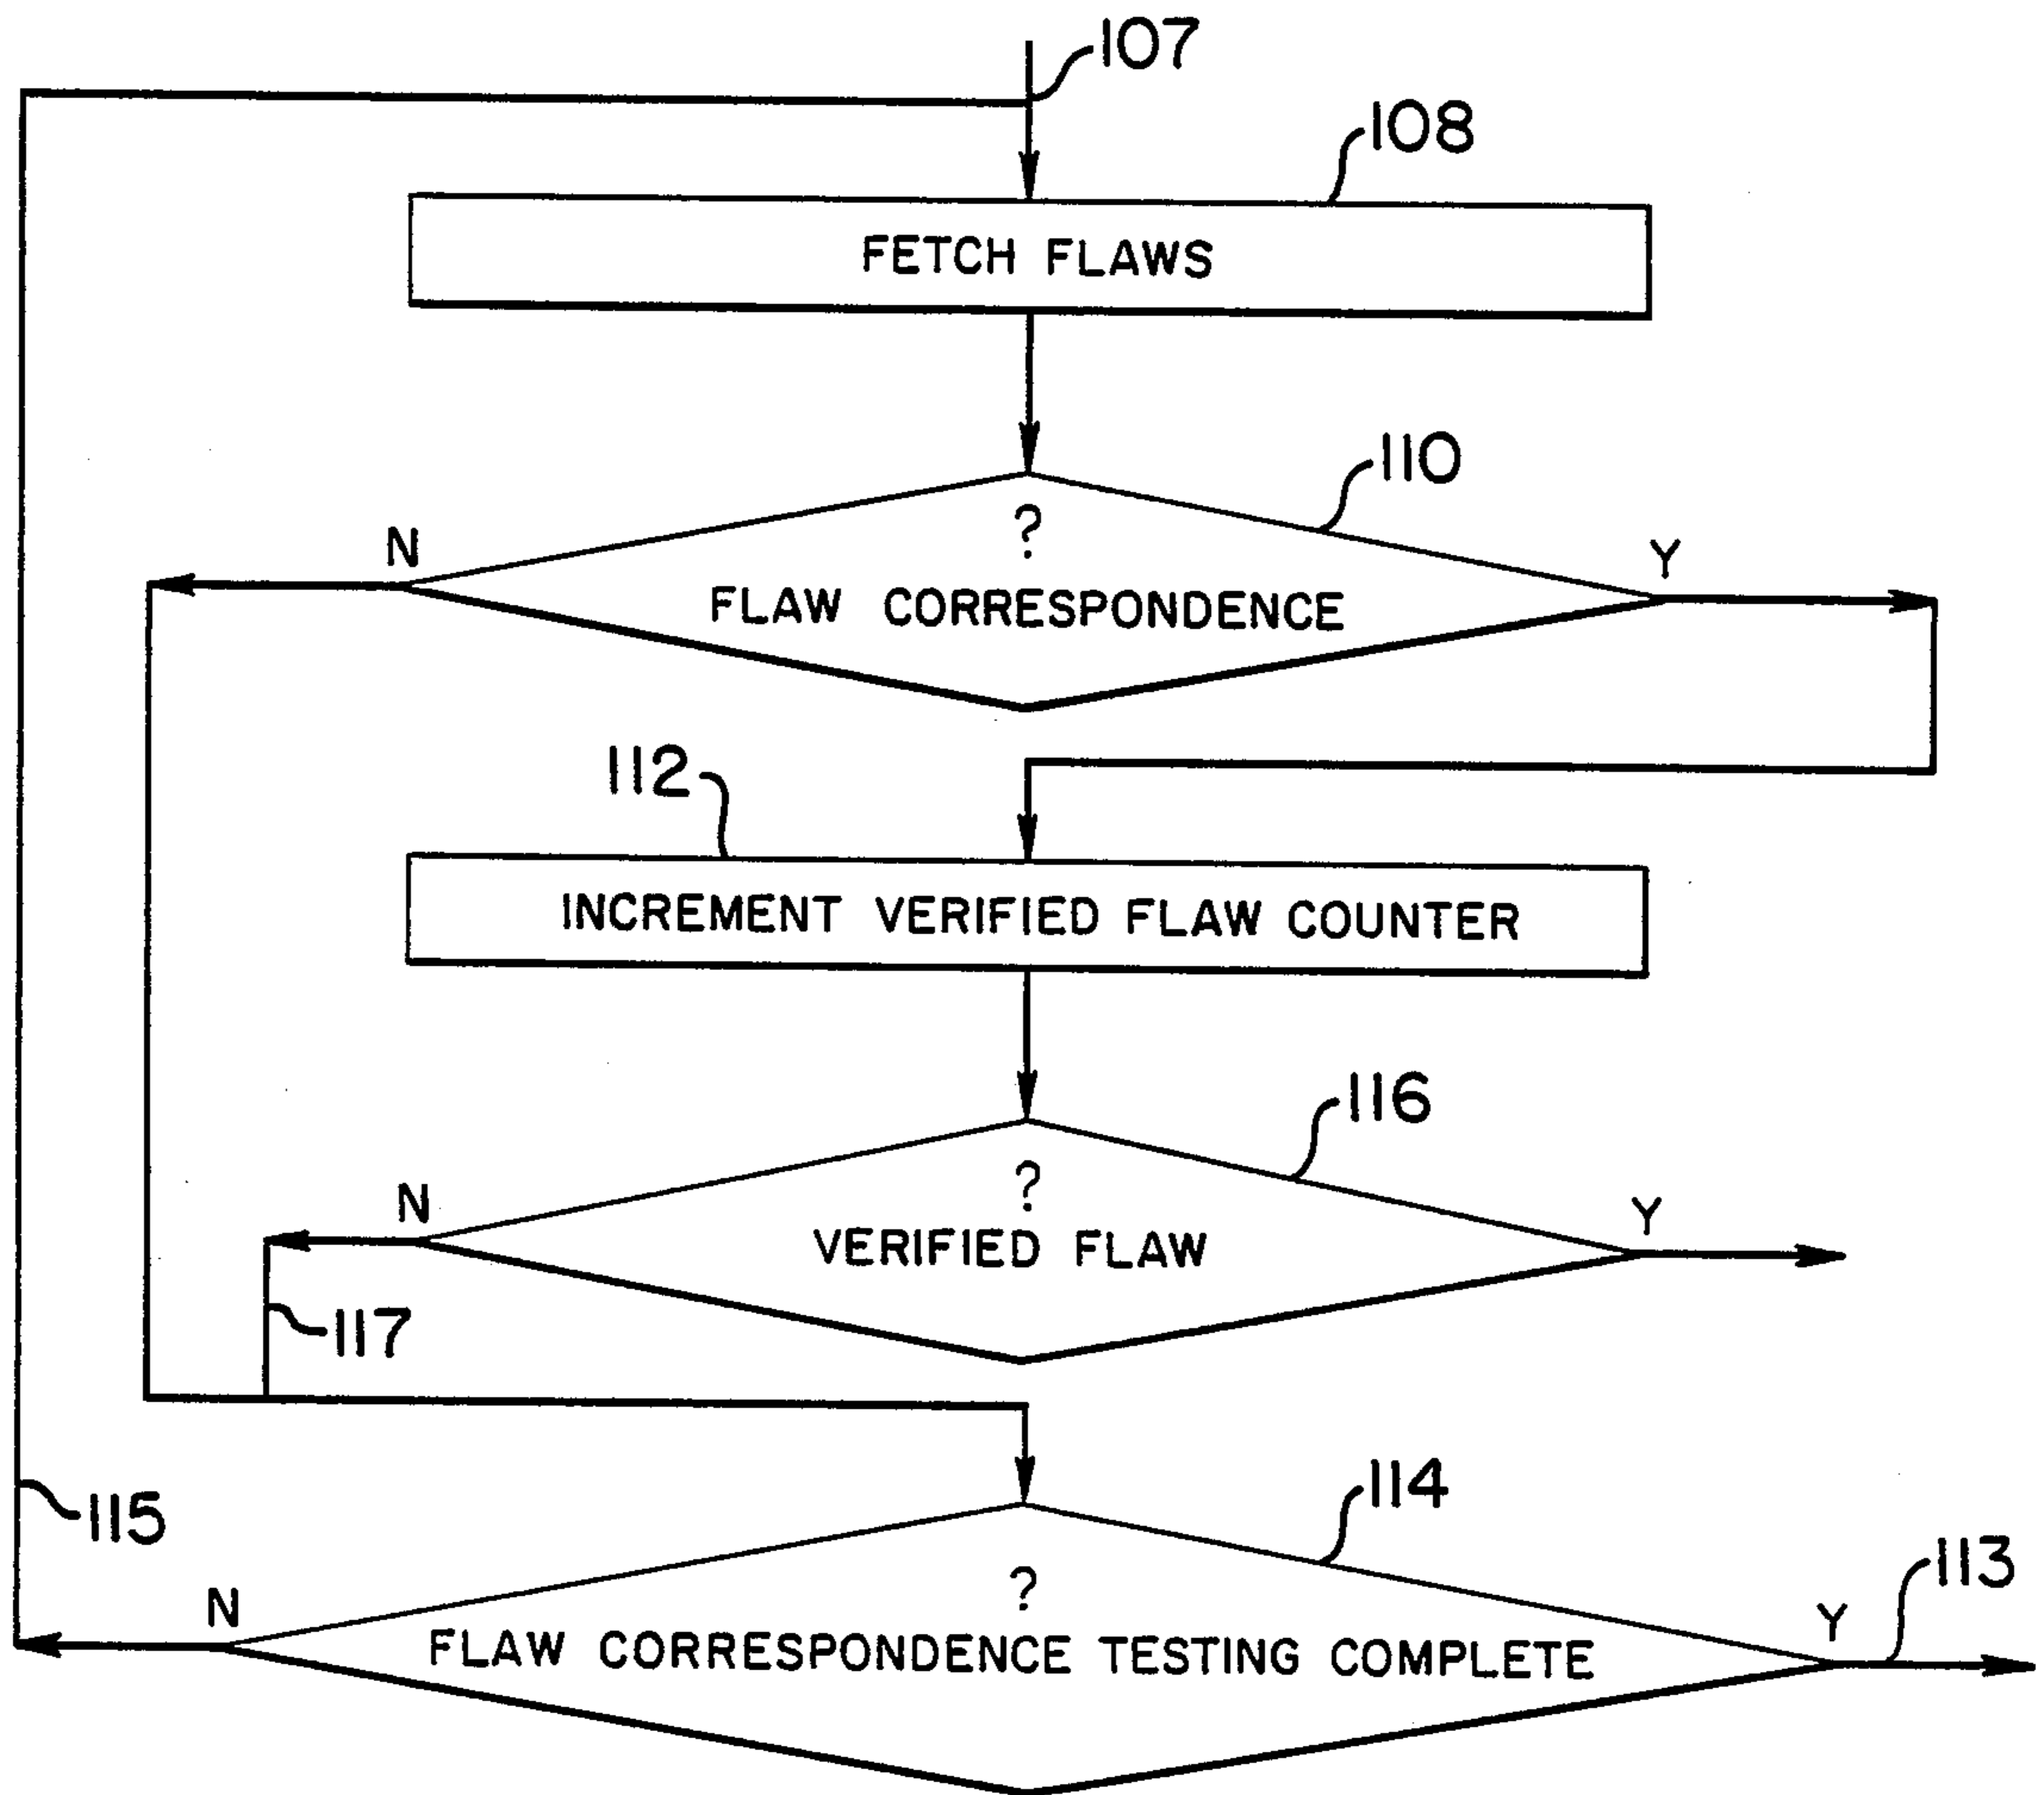 107
108
FETCH FLAWS
110
N
?
Y
FLAW CORRESPONDENCE
112
INCREMENT VERIFIED FLAW COUNTER
116
N
?
Y
VERIFIED FLAW
117
114
115
113
N
?
Y
FLAW CORRESPONDENCE TESTING COMPLETE